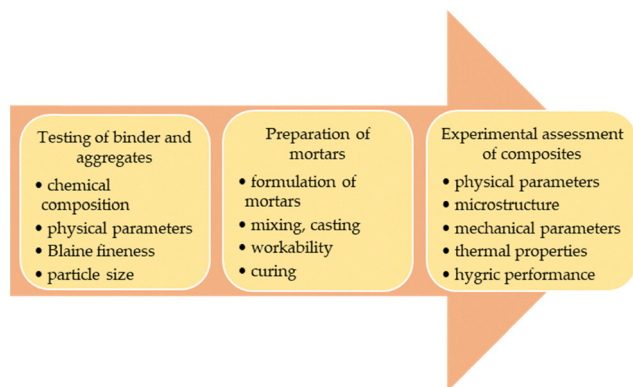 Testing of binder and
aggregates
• chemical
composition
• physical parameters
• Blaine fineness
• particle size
Preparation of
mortars
• formulation of
mortars
• mixing, casting
• workability
• curing
Experimental assessment
of composites
• physical parameters
• microstructure
• mechanical parameters
• thermal properties
• hygric performance